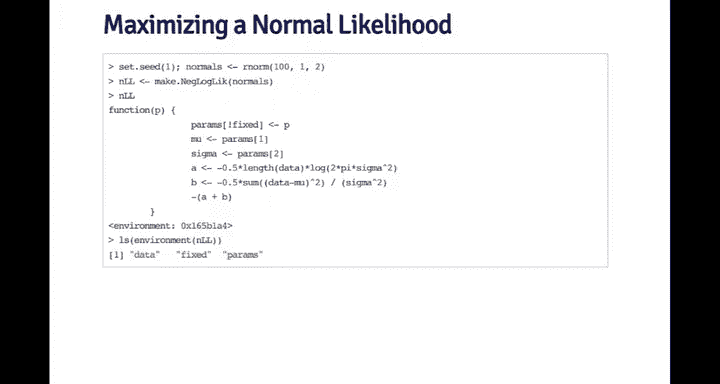 Maximizing a Normal Likelihood
> set.seed(1); normals <- rnorm(100, 1, 2)
> nLL <- make.NegLogLik(normals)
> nLL
function(p) {
params[!fixed] <- p
mu <- params[1]
sigma <- params[2]
a <- -0.5*length(data)*log(2*pi*sigma^2)
b <- -0.5*sum((data-mu)^2) / (sigma^2)
-(a + b)
}
<environment: 0x165b1a4>
> ls(environment(nLL))
[1] "data" "fixed" "params"